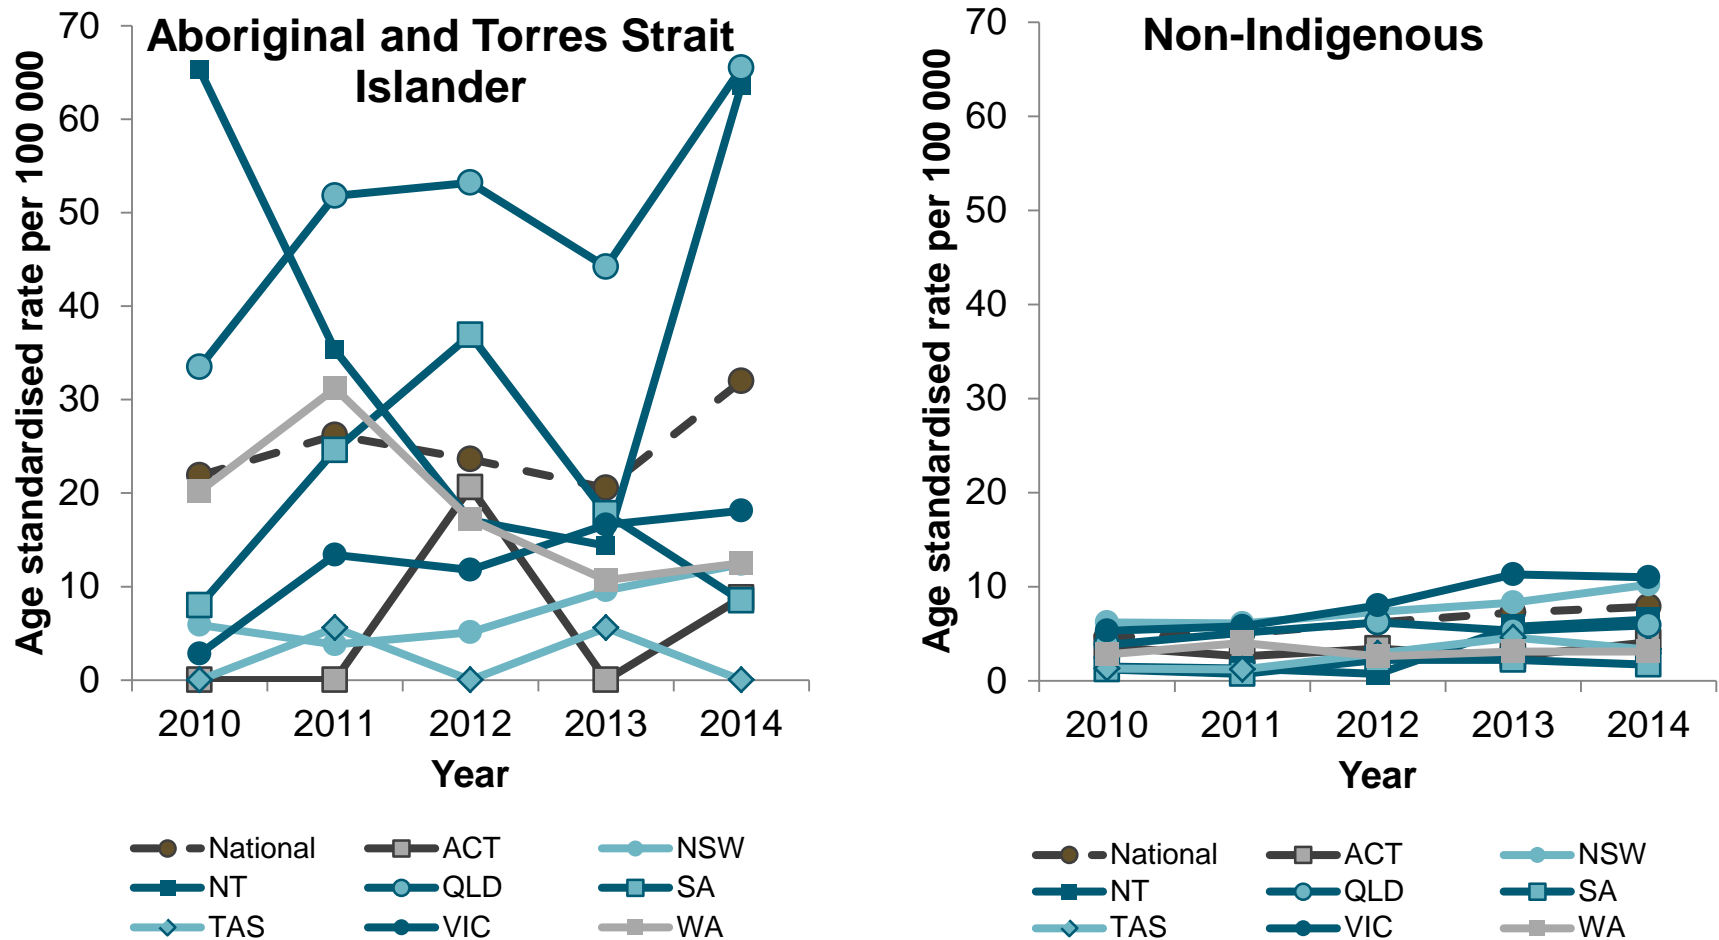 Aboriginal and Torres Strait
Islander
Age standardised rate per 100 000
70
60
50
40
30
20
10
0
2010 2011 2012 2013 2014
Year
National ACT NSW
NT QLD SA
TAS VIC WA
Non-Indigenous
Age standardised rate per 100 000
70
60
50
40
30
20
10
0
2010 2011 2012 2013 2014
Year
National ACT NSW
NT QLD SA
TAS VIC WA